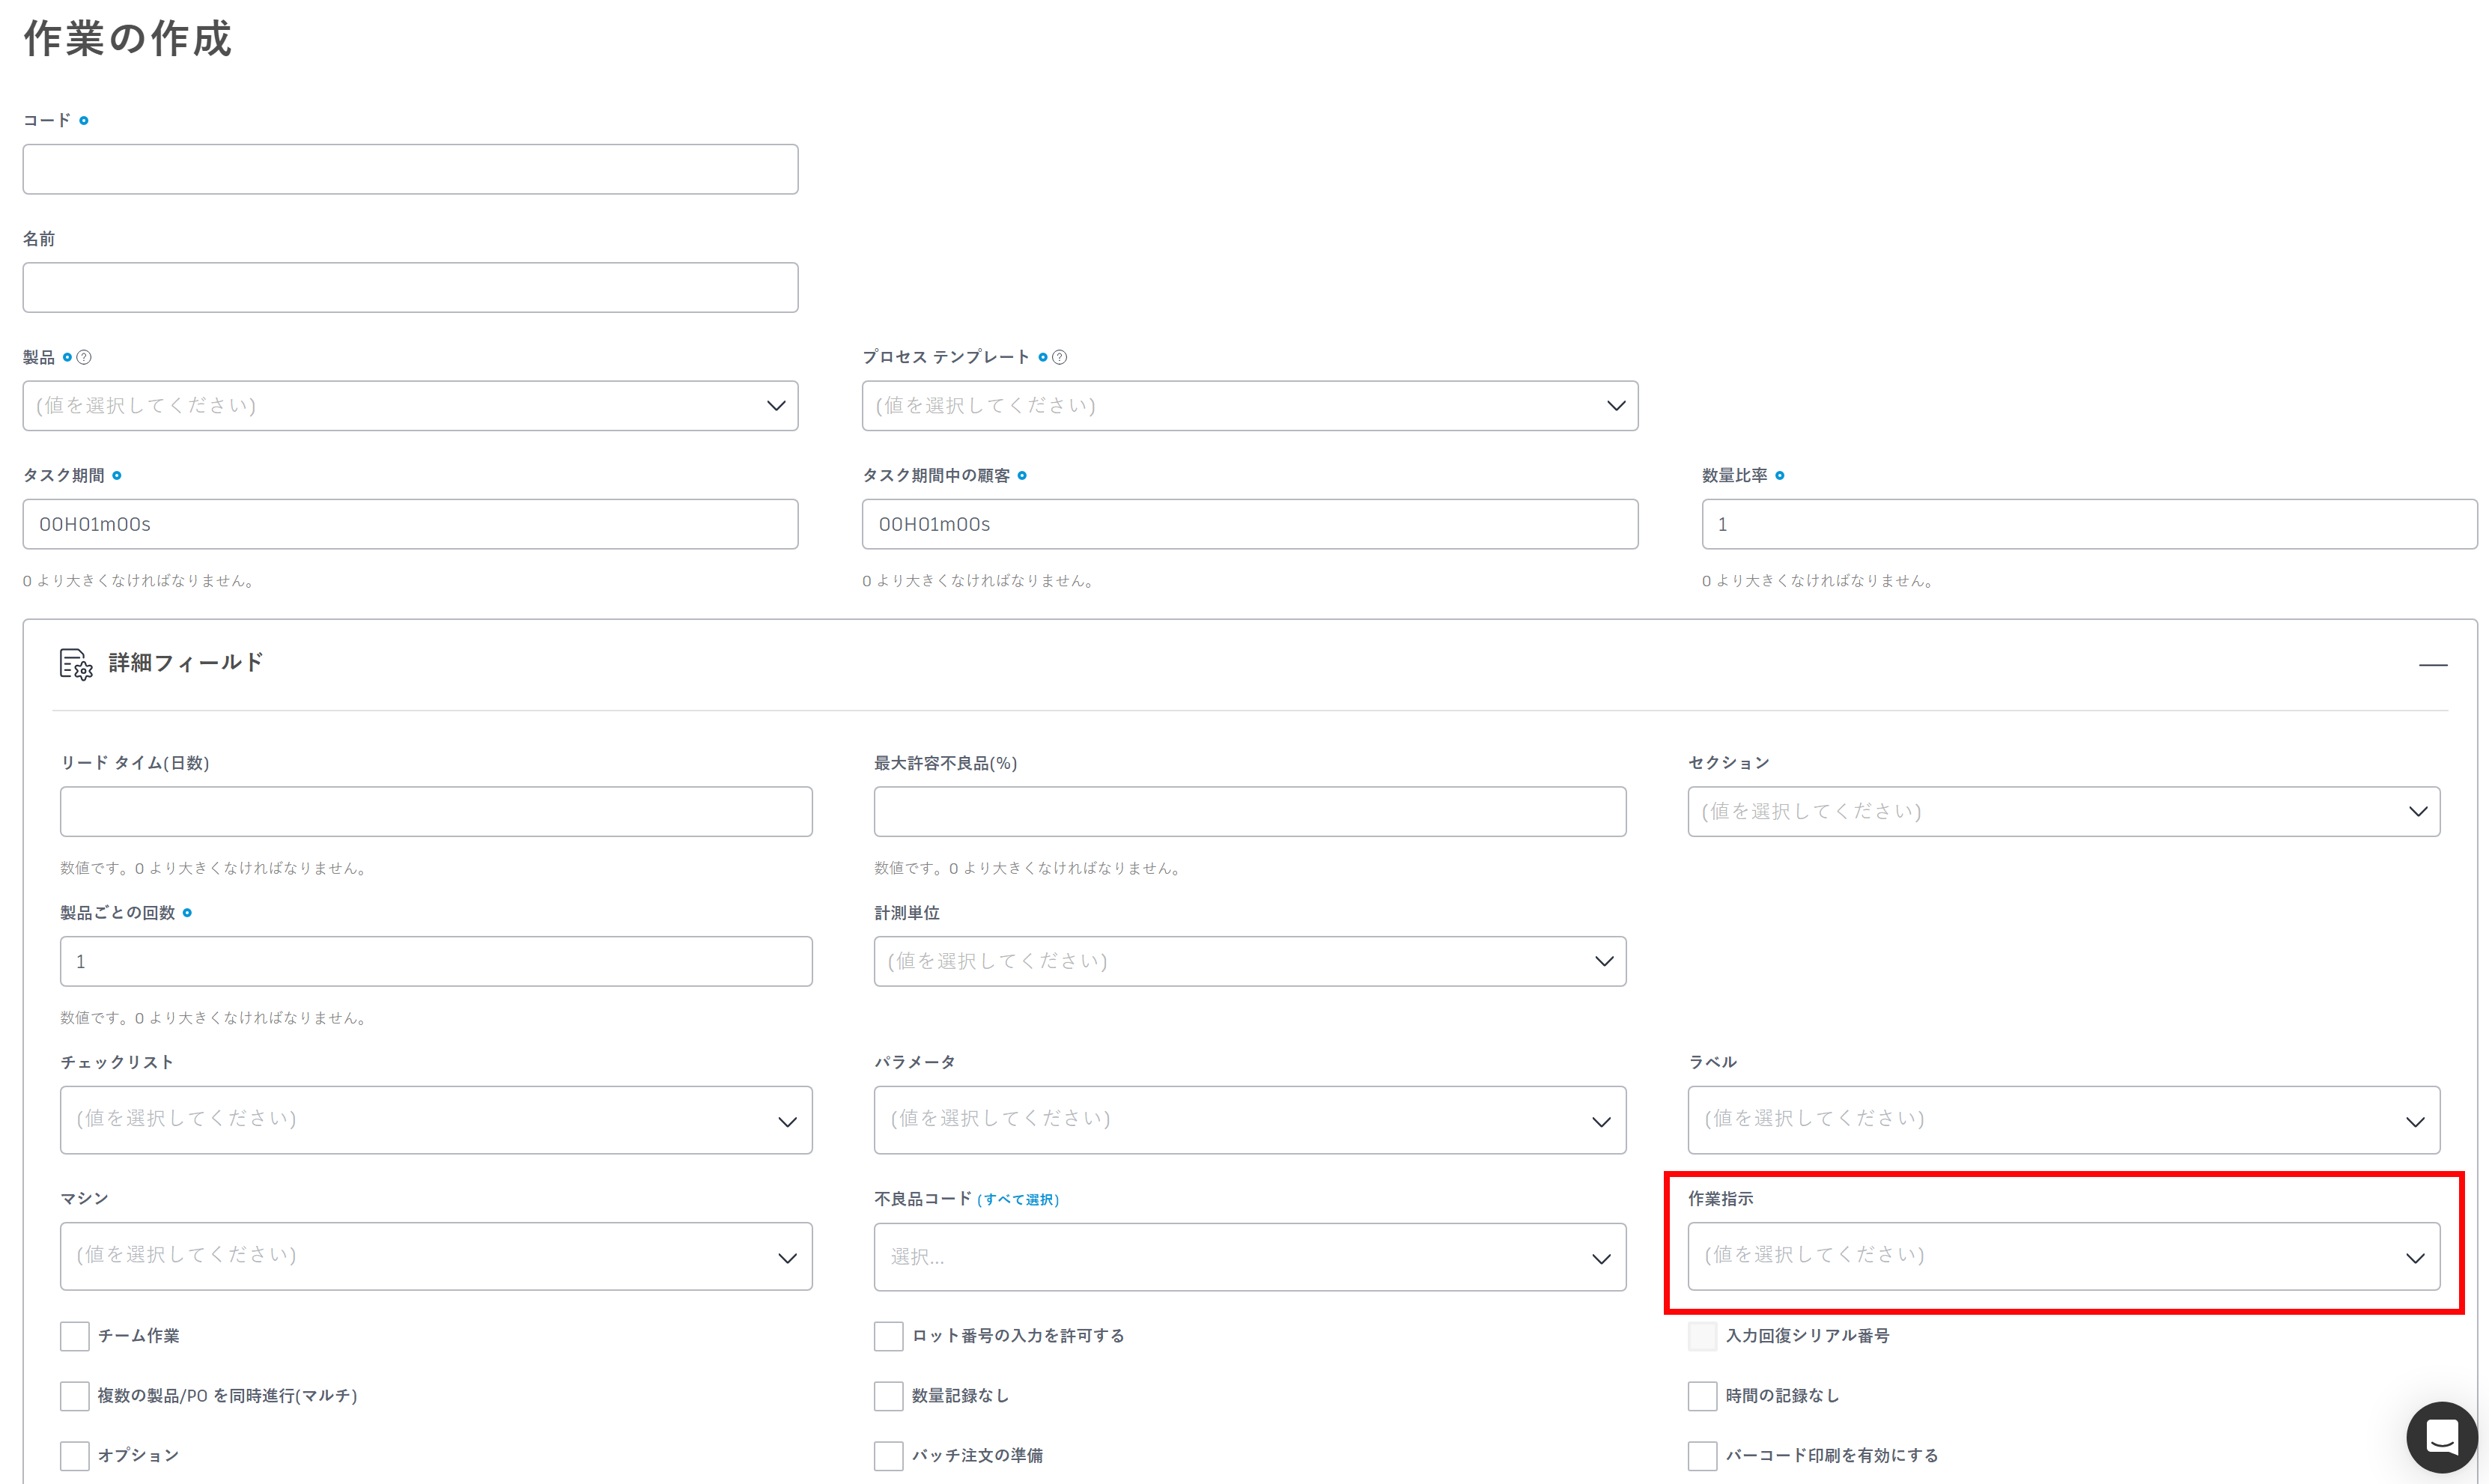 作業の作成
コード
名前
製品 ?
プロセス テンプレート ?
(値を選択してください)
(値を選択してください)
タスク期間
タスク期間中の顧客
数量比率
00H01m00s
00H01m00s
1
0 より大きくなければなりません。
0 より大きくなければなりません。
0 より大きくなければなりません。
詳細フィールド
リード タイム(日数)
最大許容不良品(%)
セクション
(値を選択してください)
数値です。0 より大きくなければなりません。
数値です。0 より大きくなければなりません。
製品ごとの回数
計測単位
1
(値を選択してください)
数値です。0 より大きくなければなりません。
チェックリスト
パラメータ
ラベル
(値を選択してください)
(値を選択してください)
(値を選択してください)
マシン
不良品コード (すべて選択)
作業指示
(値を選択してください)
選択...
(値を選択してください)
チーム作業
ロット番号の入力を許可する
入力回復シリアル番号
複数の製品/PO を同時進行(マルチ)
数量記録なし
時間の記録なし
オプション
バッチ注文の準備
バーコード印刷を有効にする